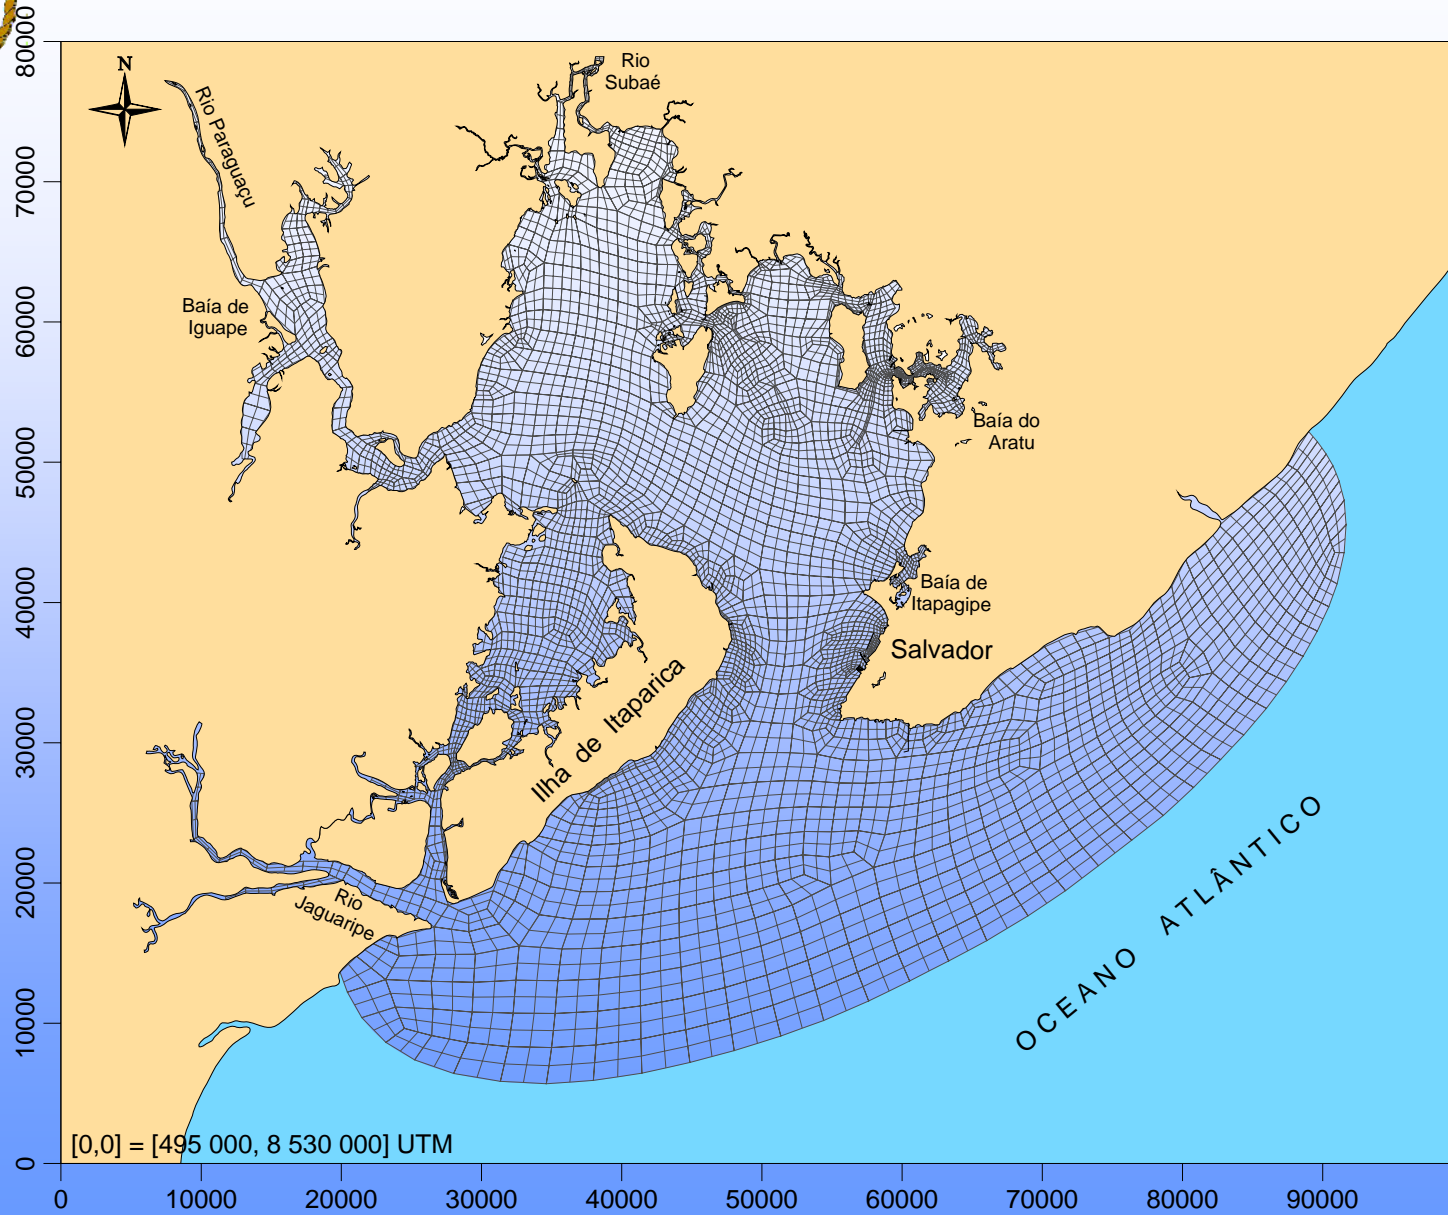 80000
70000
60000
50000
40000
30000
20000
10000
0
N
Rio Paraguaçu
Rio
Subaé
Baía de
Iguape
Baía do
Aratu
Baía de
Itapagipe
Salvador
Ilha de Itaparica
Rio
Jaguaripe
OCEANO ATLÂNTICO
[0,0] = [495 000, 8 530 000] UTM
0 10000 20000 30000 40000 50000 60000 70000 80000 90000